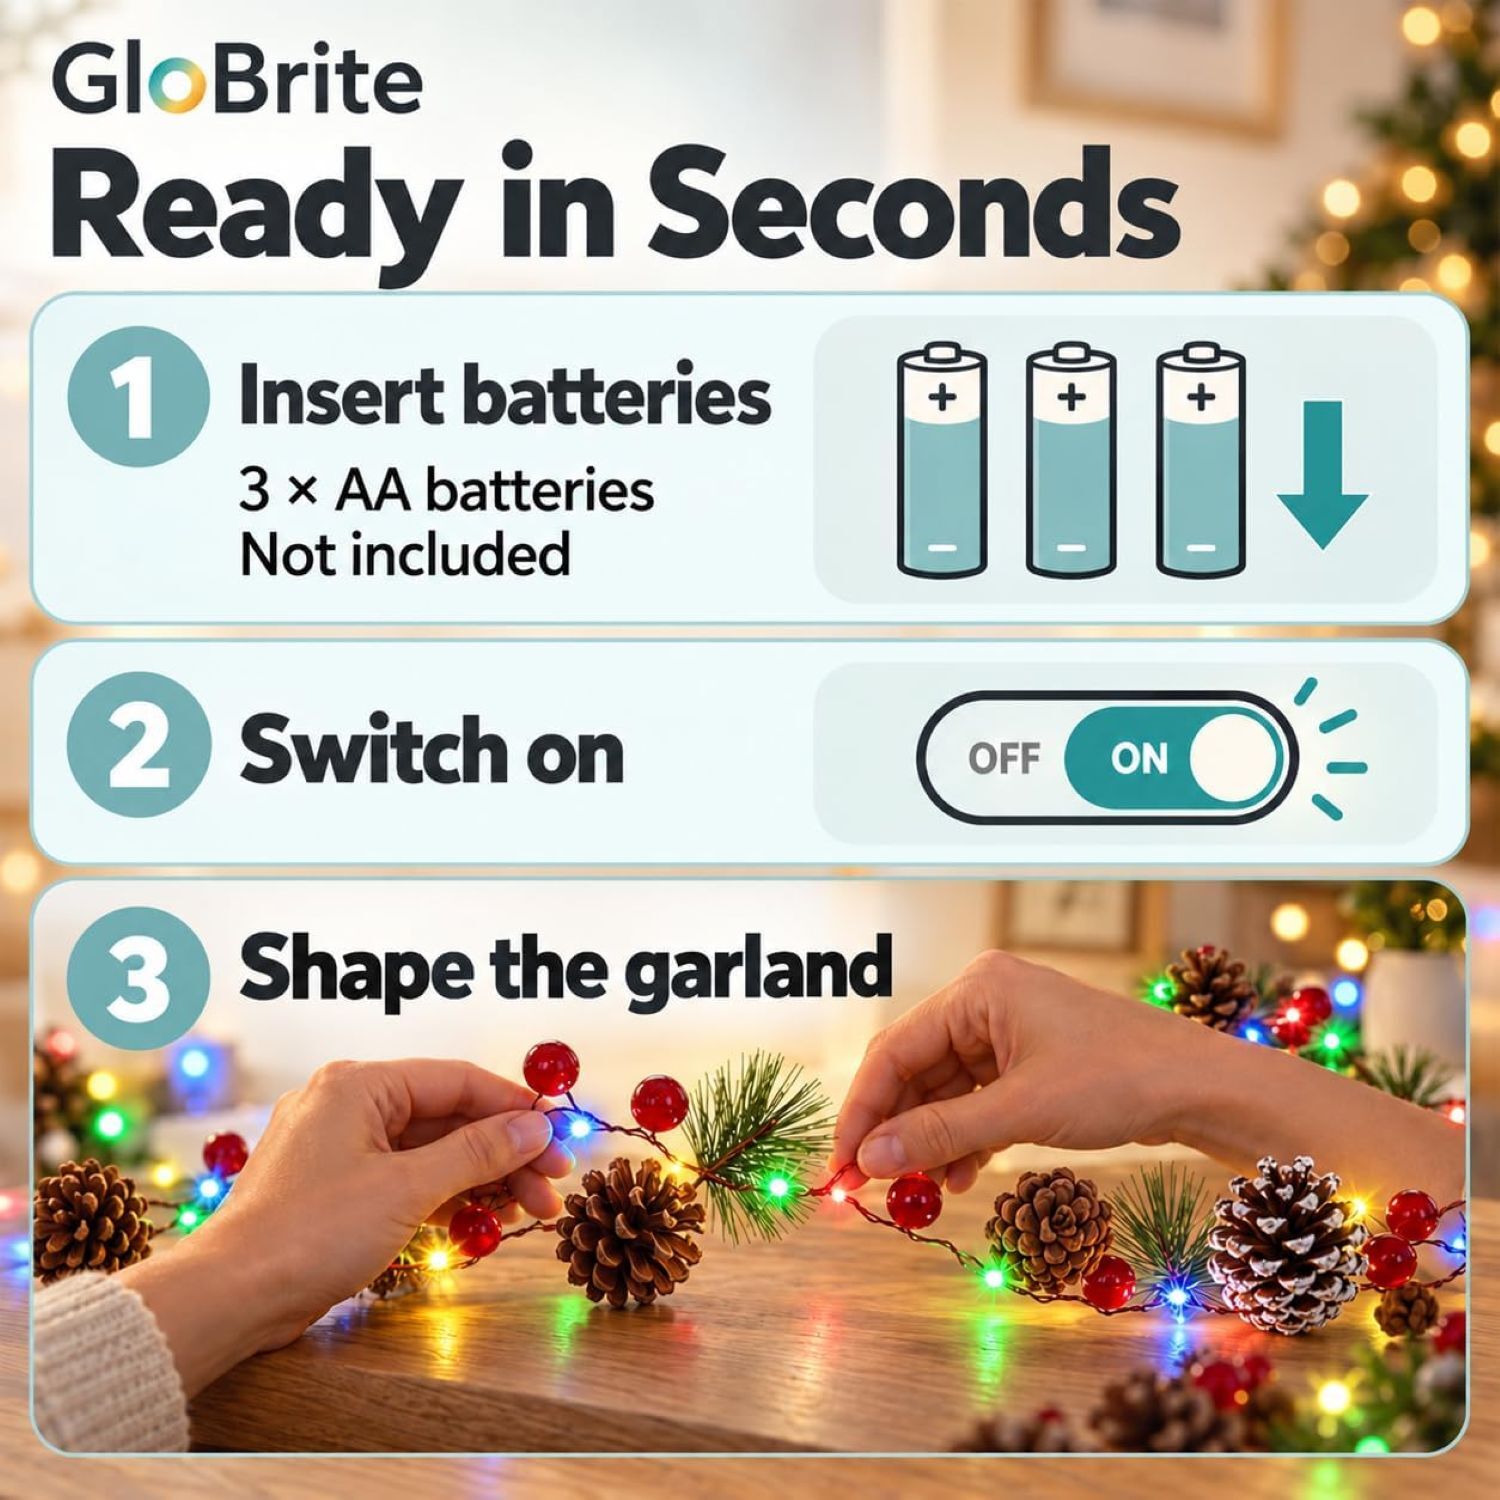 GloBrite
Ready in Seconds
1
Insert batteries
3 × AA batteries
Not included
+ + +
− − −
2
Switch on
OFF ON
3
Shape the garland